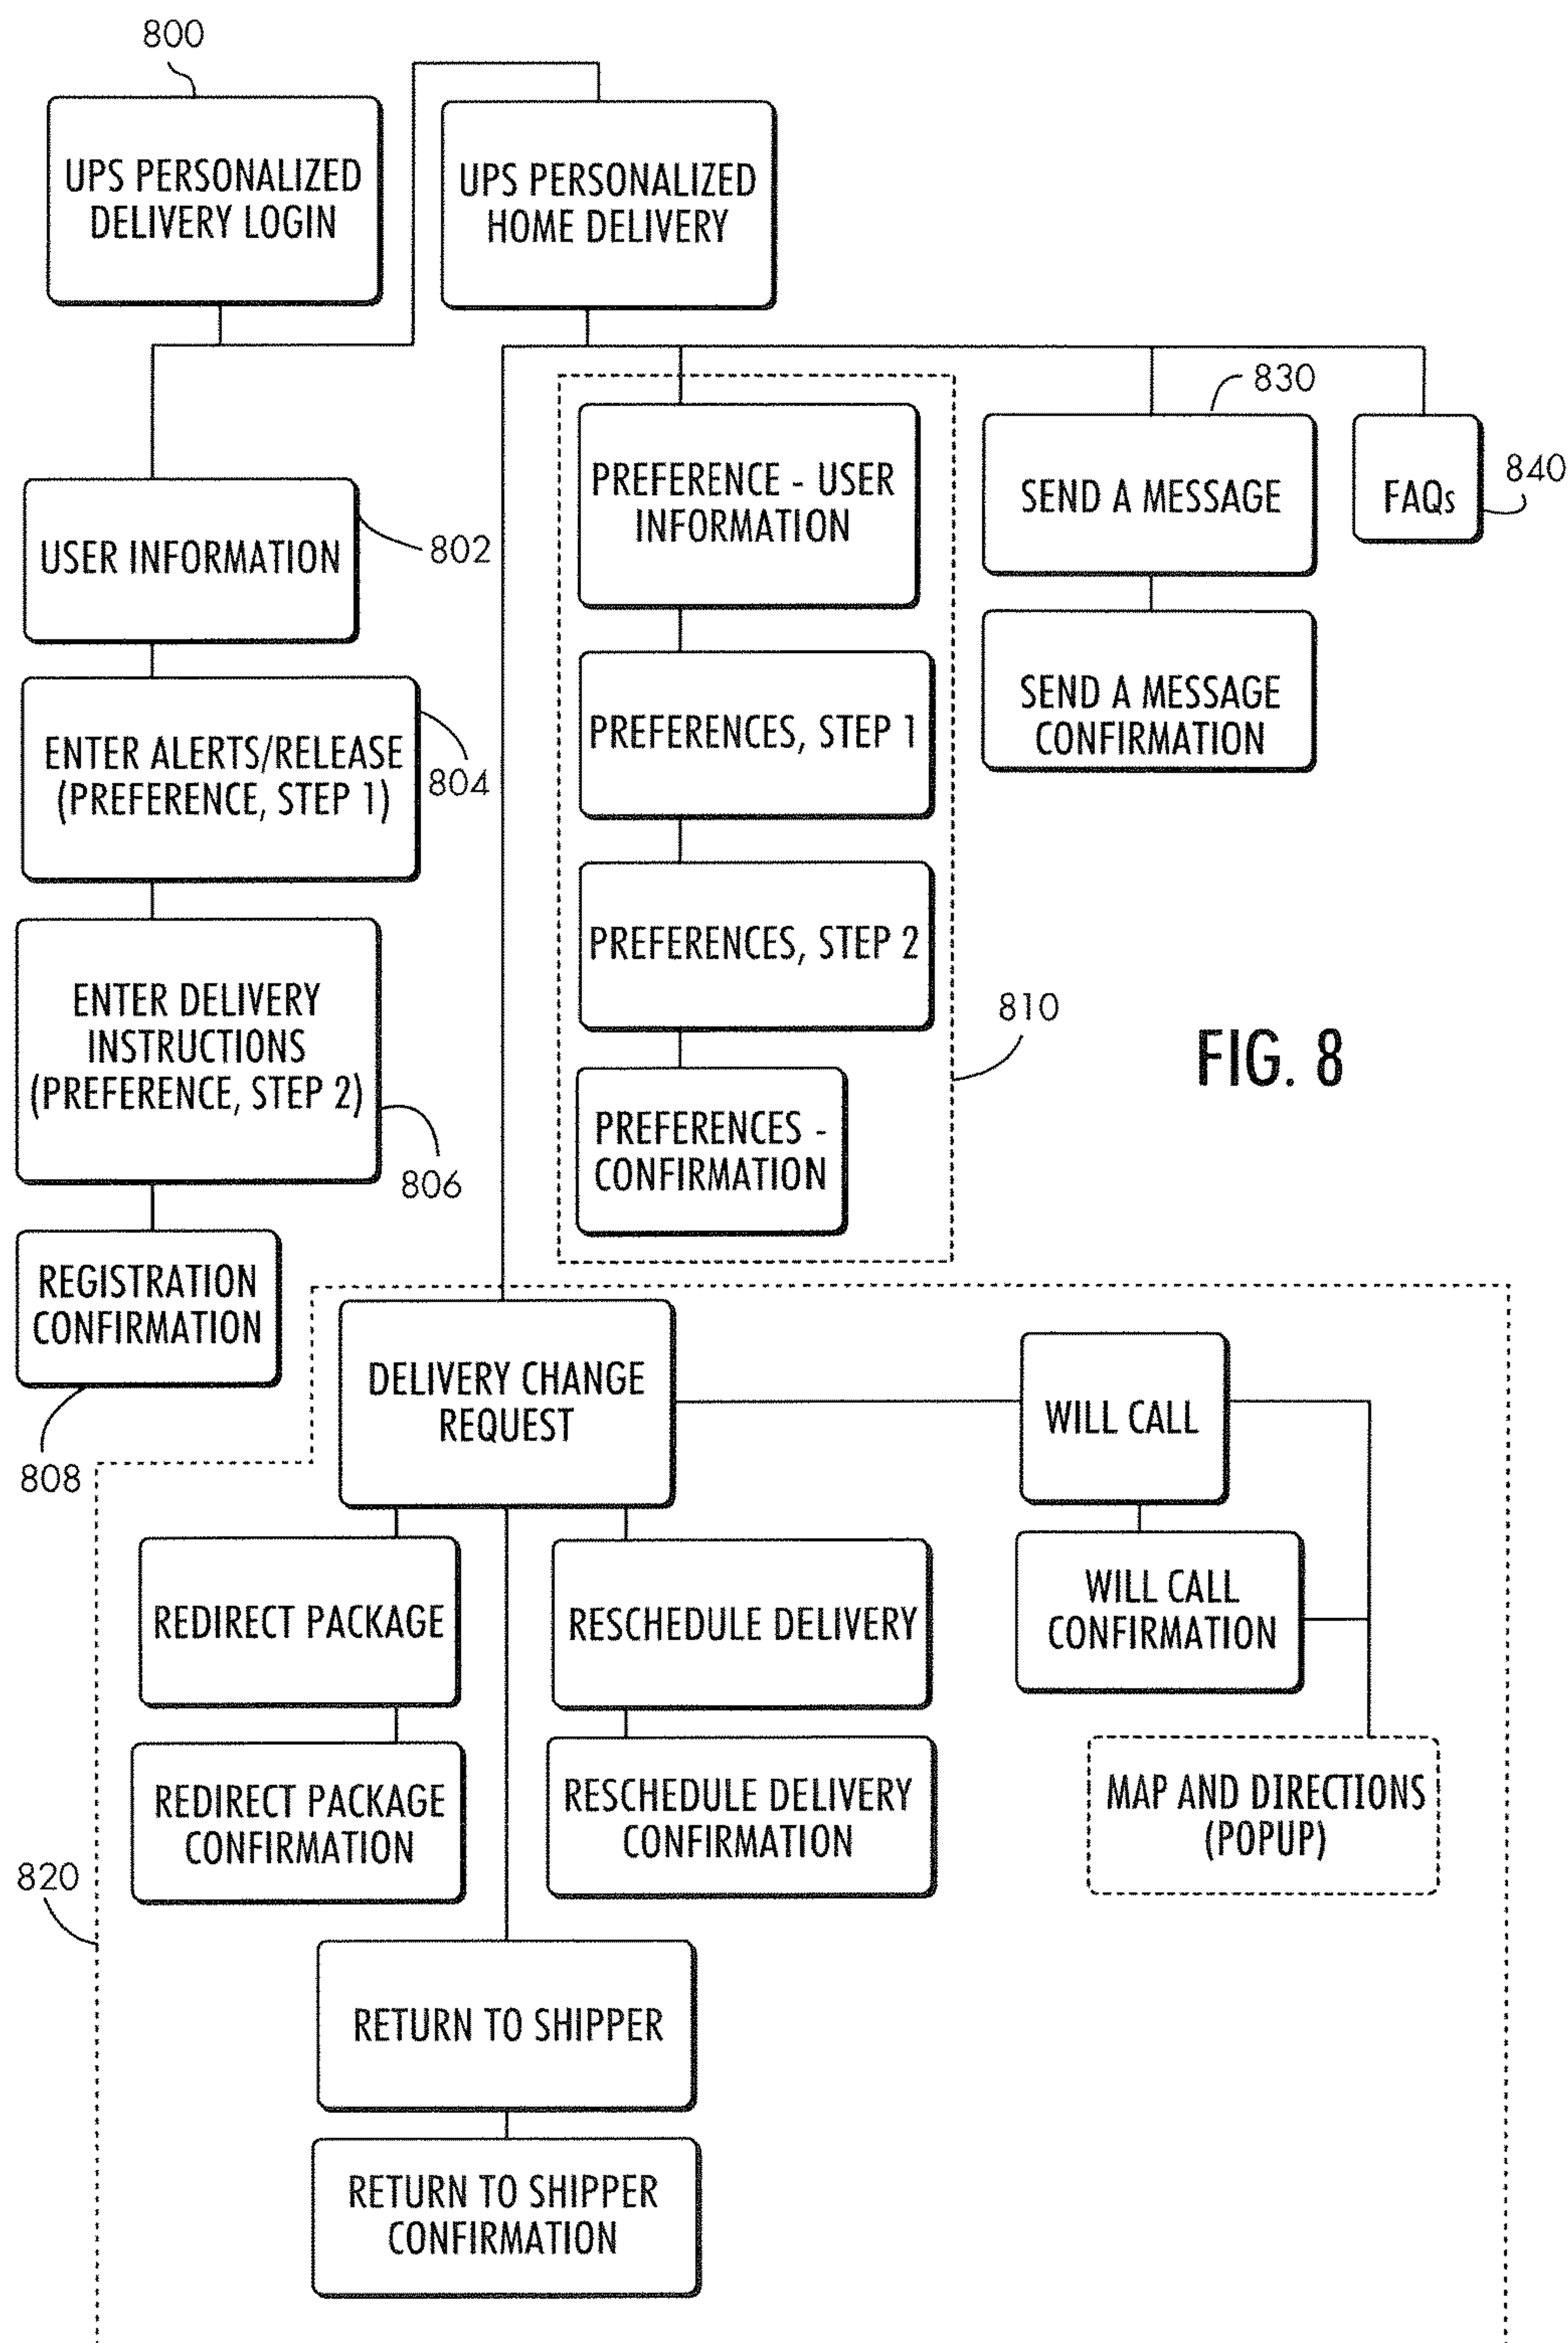 800
UPS PERSONALIZED
DELIVERY LOGIN
UPS PERSONALIZED
HOME DELIVERY
USER INFORMATION
802
ENTER ALERTS/RELEASE
(PREFERENCE, STEP 1)
804
ENTER DELIVERY
INSTRUCTIONS
(PREFERENCE, STEP 2)
806
REGISTRATION
CONFIRMATION
808
PREFERENCE - USER
INFORMATION
PREFERENCES, STEP 1
PREFERENCES, STEP 2
PREFERENCES -
CONFIRMATION
810
830
SEND A MESSAGE
SEND A MESSAGE
CONFIRMATION
FAQs
840
FIG. 8
DELIVERY CHANGE
REQUEST
WILL CALL
WILL CALL
CONFIRMATION
MAP AND DIRECTIONS
(POPUP)
REDIRECT PACKAGE
REDIRECT PACKAGE
CONFIRMATION
RESCHEDULE DELIVERY
RESCHEDULE DELIVERY
CONFIRMATION
820
RETURN TO SHIPPER
RETURN TO SHIPPER
CONFIRMATION